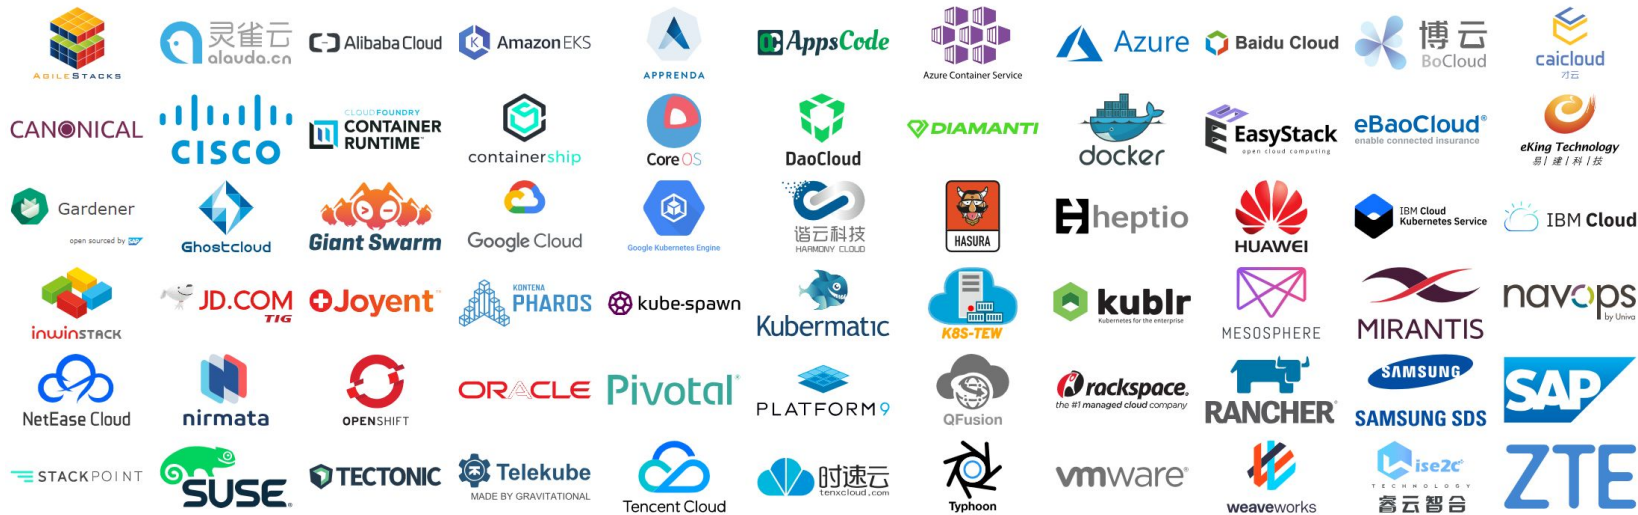 AGILESTACKS
灵雀云
alauda.cn
Alibaba Cloud
Amazon EKS
APPRENDA
AppsCode
Azure Container Service
Azure
Baidu Cloud
博云
BoCloud
caicloud
才云
CANONICAL
CISCO
CLOUDFOUNDRY
CONTAINER
RUNTIME™
containership
CoreOS
DaoCloud
DIAMANTI
docker
EasyStack
open cloud computing
eBaoCloud®
enable connected insurance
eKing Technology
易|建|科|技
Gardener
open sourced by SAP
Ghostcloud
Giant Swarm
Google Cloud
Google Kubernetes Engine
谐云科技
HARMONY CLOUD
HASURA
heptio
HUAWEI
IBM Cloud
Kubernetes Service
IBM Cloud
inwinSTACK
JD.COM
TIG
Joyent™
KONTENA
PHAROS
kube-spawn
Kubermatic
K8S-TEW
kublr
Kubernetes for the enterprise
MESOSPHERE
MIRANTIS
navops
by Univa
NetEase Cloud
nirmata
OPENSHIFT
ORACLE
Pivotal®
PLATFORM9
QFusion
rackspace®
the #1 managed cloud company
RANCHER®
SAMSUNG
SAMSUNG SDS
SAP
STACKPOINT
SUSE®
TECTONIC
Telekube
MADE BY GRAVITATIONAL
Tencent Cloud
时速云
tenxcloud.com
Typhoon
vmware®
weaveworks
Wise2c®
TECHNOLOGY
睿云智合
ZTE